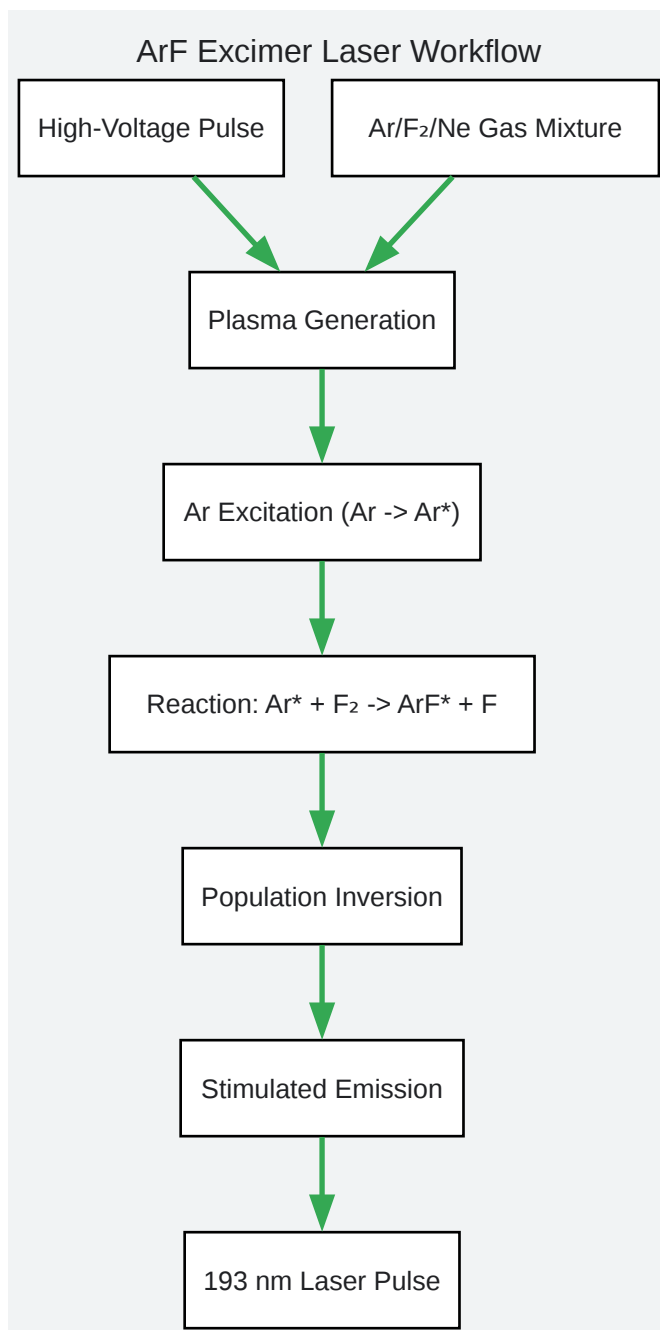 ArF Excimer Laser Workflow
High-Voltage Pulse
Ar/F₂/Ne Gas Mixture
Plasma Generation
Ar Excitation (Ar -> Ar*)
Reaction: Ar* + F₂ -> ArF* + F
Population Inversion
Stimulated Emission
193 nm Laser Pulse